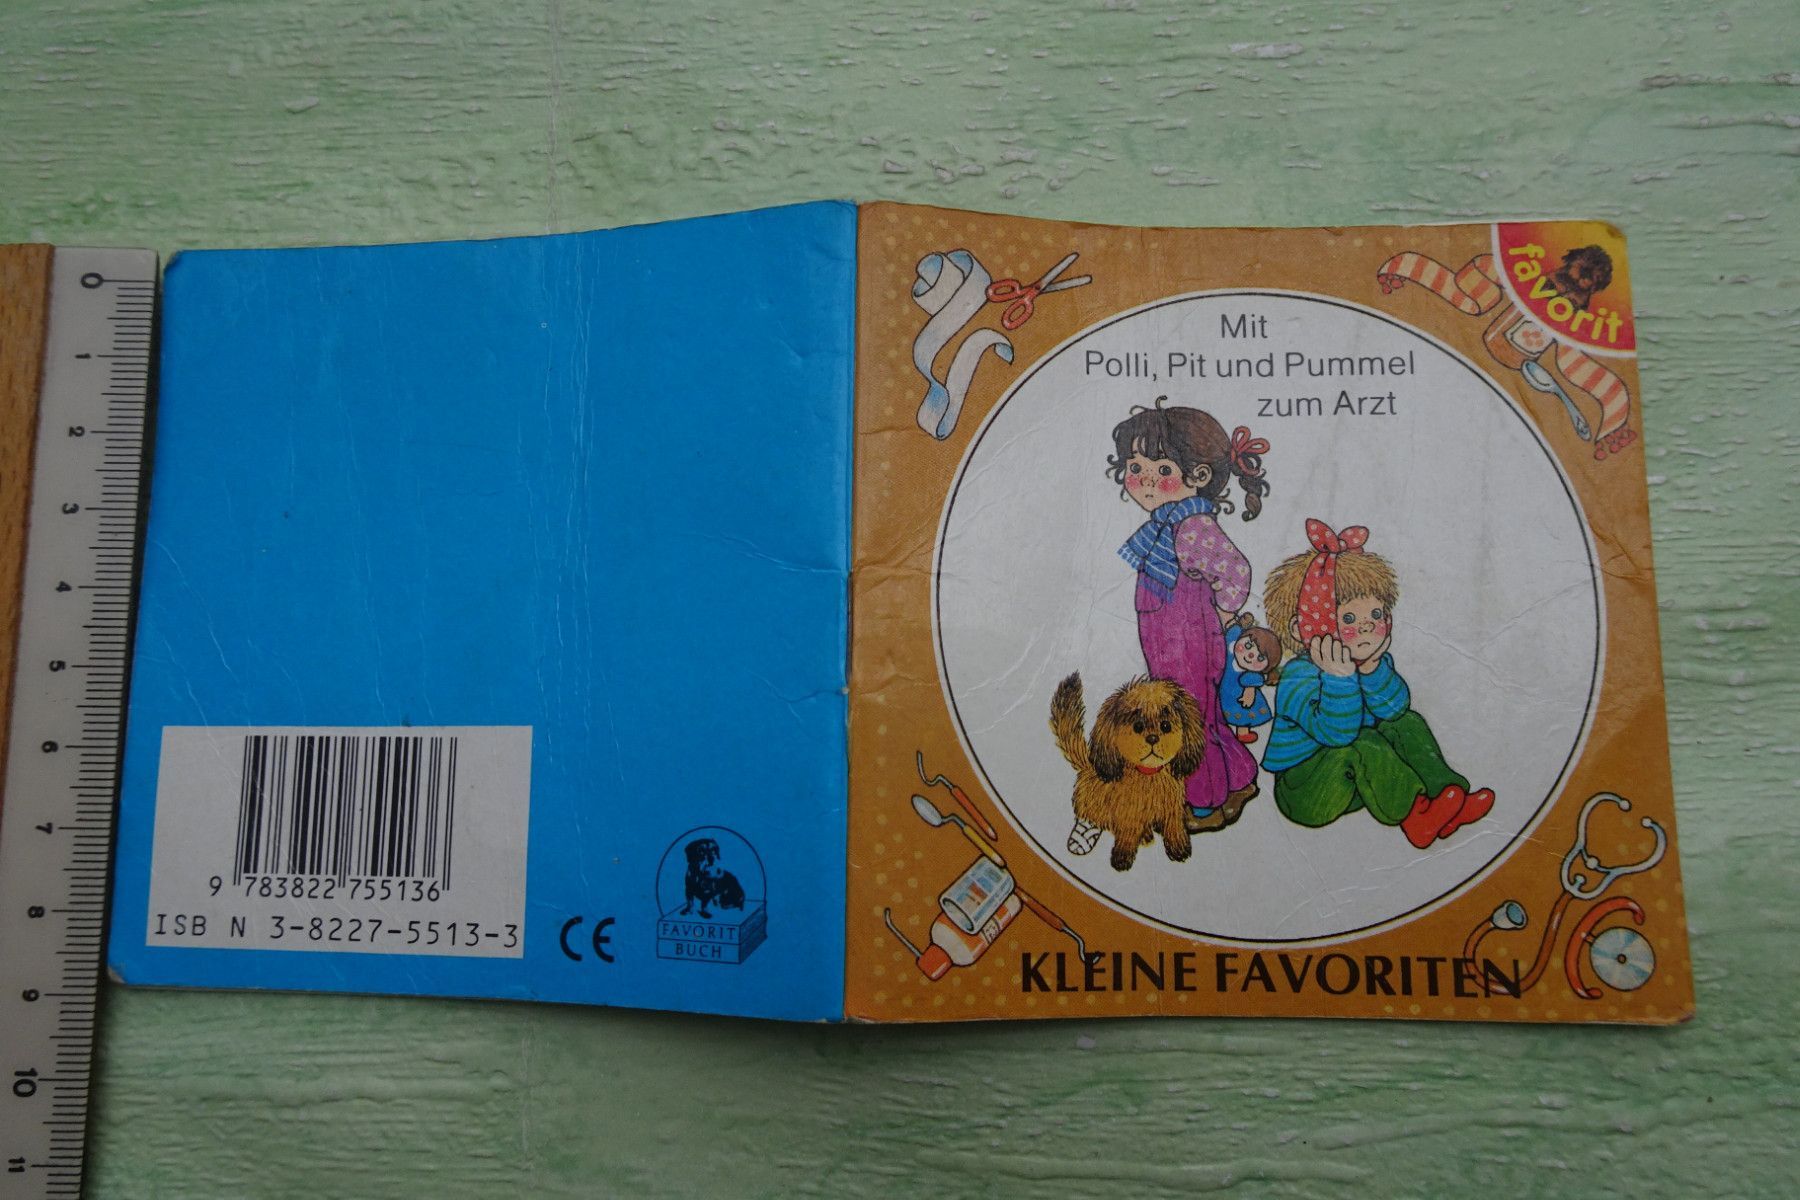 0
1
2
3
4
5
6
7
8
9
10
11
9 783822 755136
ISBN 3-8227-5513-3
CE
FAVORIT
BUCH
favorit
Mit
Polli, Pit und Pummel
zum Arzt
KLEINE FAVORITEN